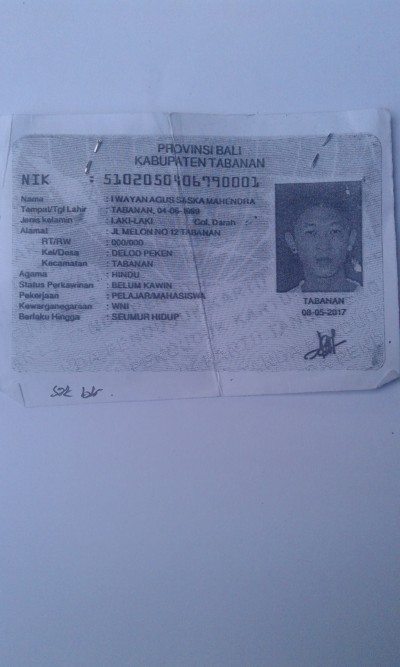 PROVINSI BALI
KABUPATEN TABANAN
NIK : 5102050406990001
Nama : I WAYAN AGUS SASKA MAHENDRA
Tempat/Tgl Lahir : TABANAN, 04-06-1999
Jenis kelamin : LAKI-LAKI Gol. Darah
Alamat : JL MELON NO 12 TABANAN
RT/RW : 000/000
Kel/Desa : DELOD PEKEN
Kecamatan : TABANAN
Agama : HINDU
Status Perkawinan : BELUM KAWIN
Pekerjaan : PELAJAR/MAHASISWA
Kewarganegaraan : WNI
Berlaku Hingga : SEUMUR HIDUP
TABANAN
08-05-2017